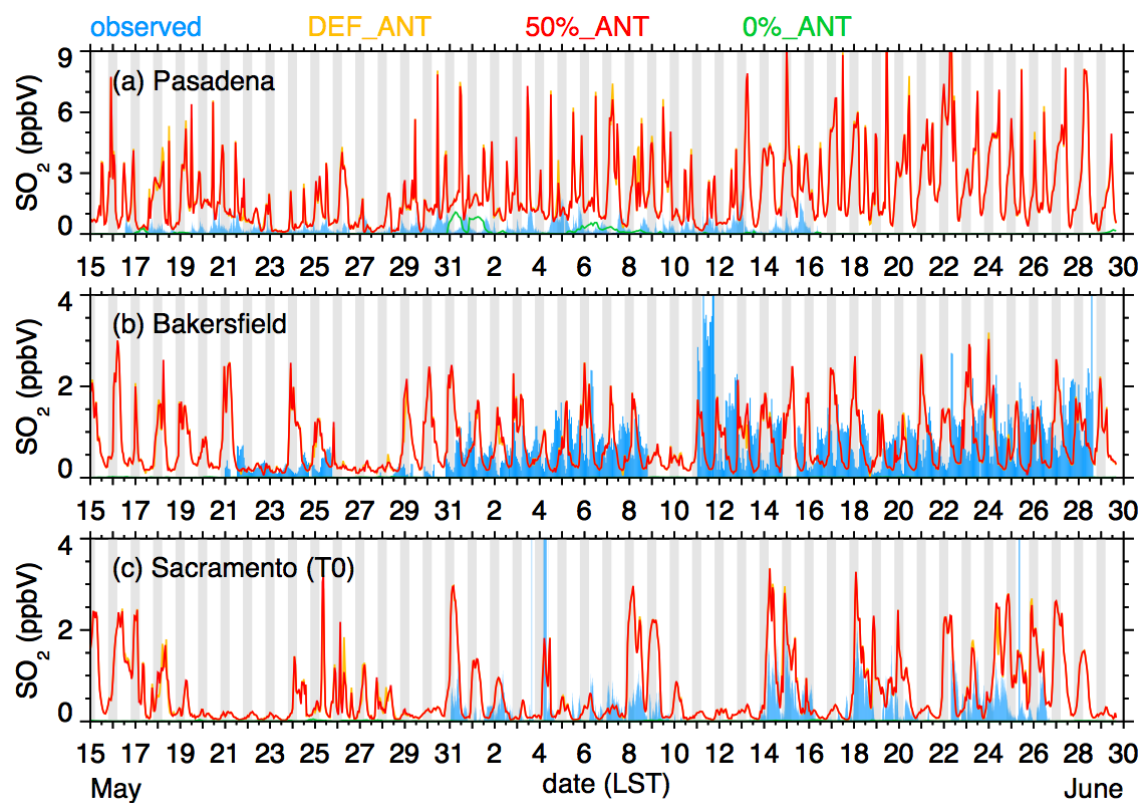 observed DEF_ANT 50%_ANT 0%_ANT
(a) Pasadena
SO2 (ppbV)
9
6
3
0
15 17 19 21 23 25 27 29 31 2 4 6 8 10 12 14 16 18 20 22 24 26 28 30
(b) Bakersfield
SO2 (ppbV)
4
2
0
15 17 19 21 23 25 27 29 31 2 4 6 8 10 12 14 16 18 20 22 24 26 28 30
(c) Sacramento (T0)
SO2 (ppbV)
4
2
0
15 17 19 21 23 25 27 29 31 2 4 6 8 10 12 14 16 18 20 22 24 26 28 30
May date (LST) June